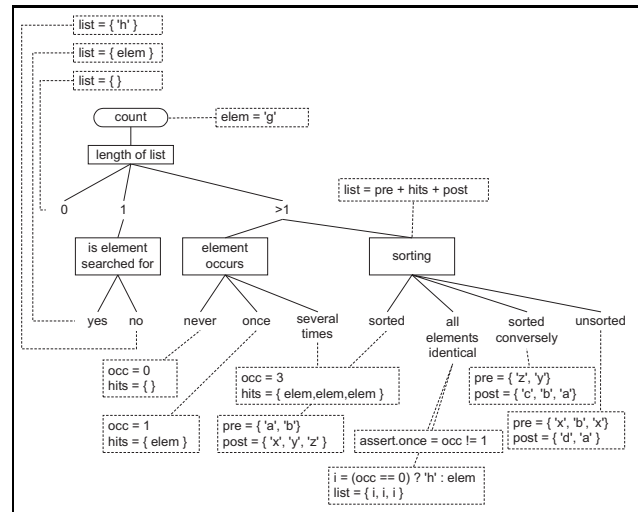 list = { 'h' }
list = { elem }
list = { }
count
elem = 'g'
length of list
list = pre + hits + post
0
1
>1
is element
searched for
element
occurs
sorting
yes
no
never
once
several
times
sorted
all
elements
identical
sorted
conversely
unsorted
occ = 0
hits = { }
occ = 3
hits = { elem,elem,elem }
pre = { 'z', 'y'}
post = { 'c', 'b', 'a'}
occ = 1
hits = { elem }
pre = { 'a', 'b'}
post = { 'x', 'y', 'z' }
assert.once = occ != 1
pre = { 'x', 'b', 'x'}
post = { 'd', 'a' }
i = (occ == 0) ? 'h' : elem
list = { i, i, i }